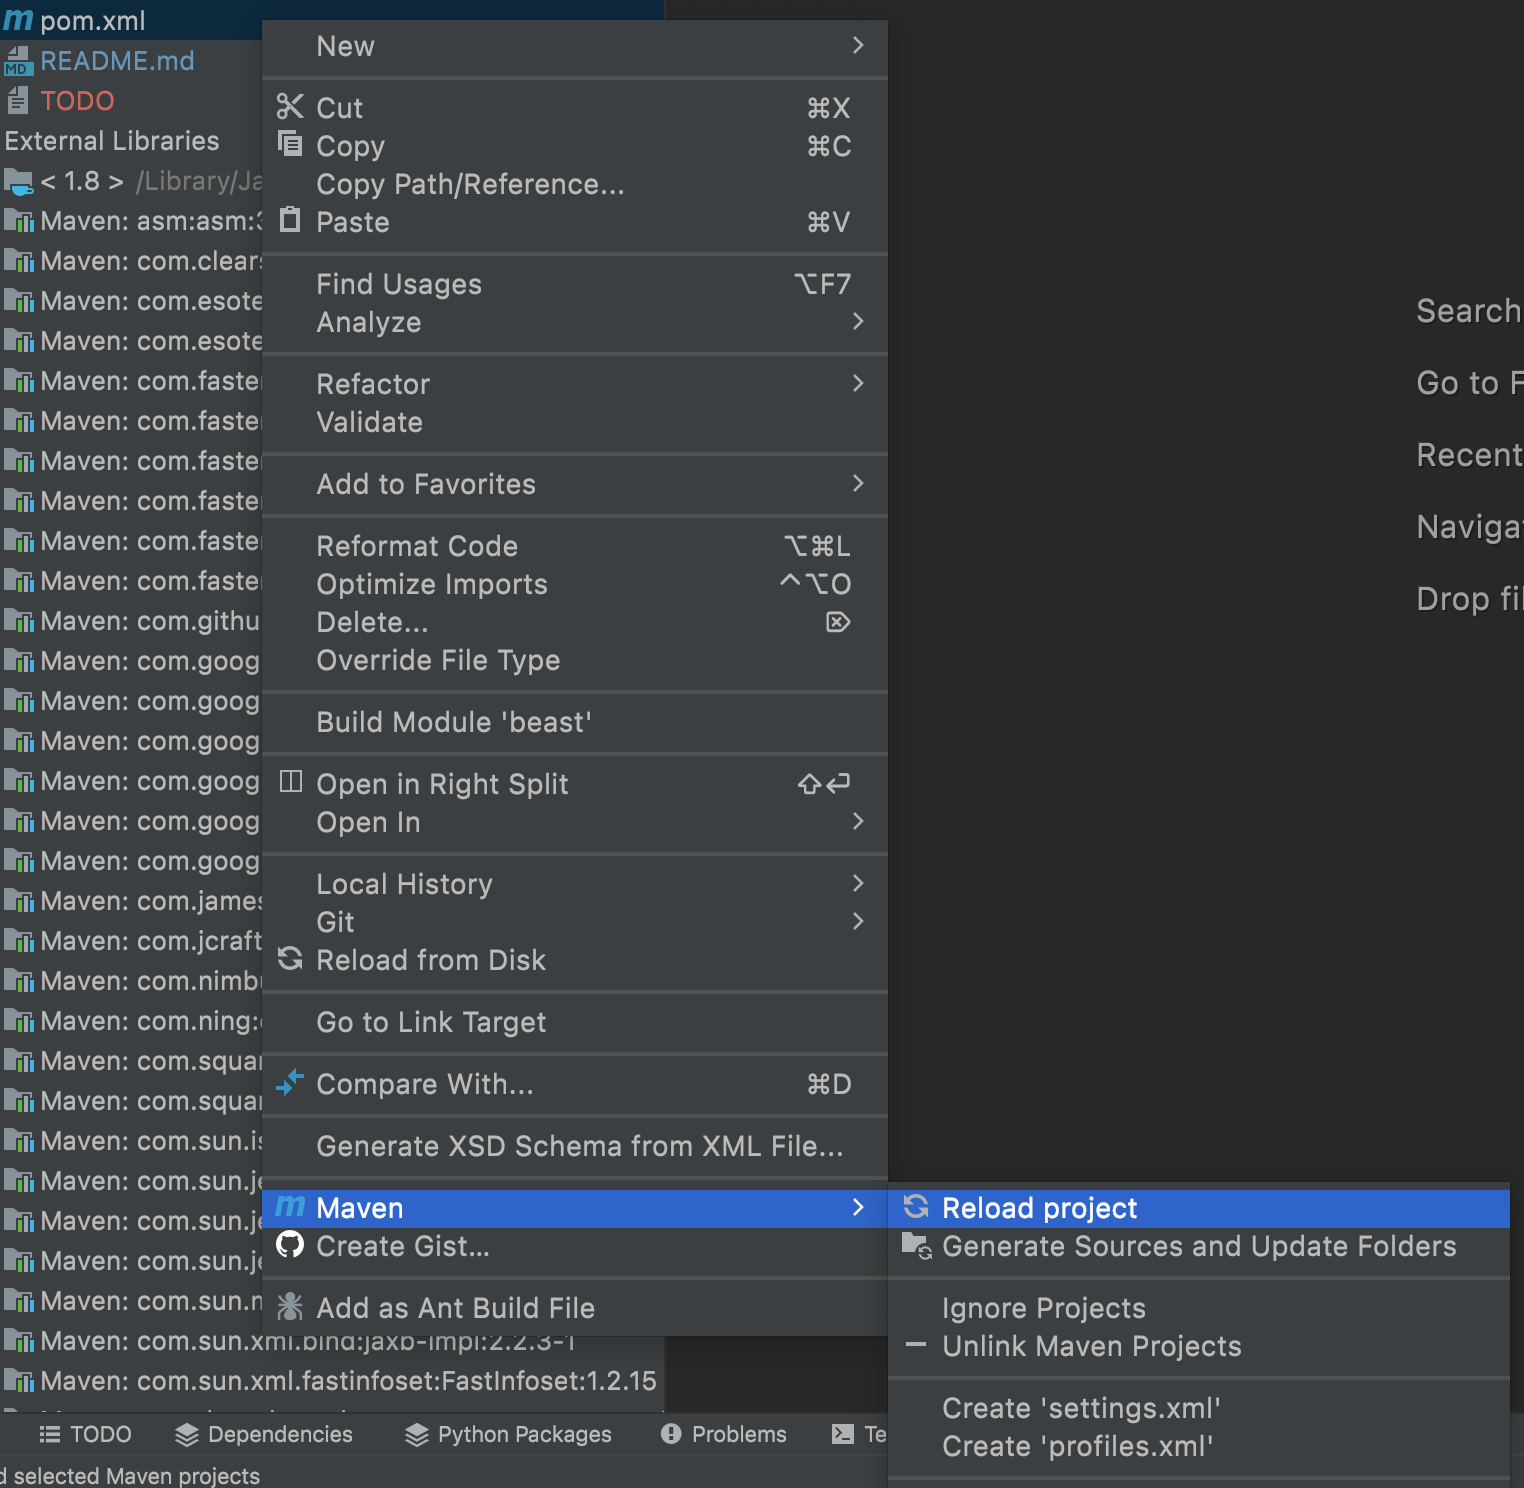 pom.xml
README.md
TODO
External Libraries
< 1.8 > /Library/Ja
Maven: asm:asm:3
Maven: com.clears
Maven: com.esote
Maven: com.esote
Maven: com.faster
Maven: com.faster
Maven: com.faster
Maven: com.faster
Maven: com.faster
Maven: com.faster
Maven: com.githu
Maven: com.goog
Maven: com.goog
Maven: com.goog
Maven: com.goog
Maven: com.goog
Maven: com.goog
Maven: com.james
Maven: com.jcraft
Maven: com.nimbu
Maven: com.ning:
Maven: com.squar
Maven: com.squar
Maven: com.sun.is
Maven: com.sun.je
Maven: com.sun.je
Maven: com.sun.je
Maven: com.sun.n
Maven: com.sun.xml.bind:jaxb-impl:2.2.3-1
Maven: com.sun.xml.fastinfoset:FastInfoset:1.2.15
New
Cut ⌘X
Copy ⌘C
Copy Path/Reference...
Paste ⌘V
Find Usages ⌥F7
Analyze
Refactor
Validate
Add to Favorites
Reformat Code ⌥⌘L
Optimize Imports ^⌥O
Delete... ⌦
Override File Type
Build Module 'beast'
Open in Right Split ⇧⏎
Open In
Local History
Git
Reload from Disk
Go to Link Target
Compare With... ⌘D
Generate XSD Schema from XML File...
Maven
Create Gist...
Add as Ant Build File
Reload project
Generate Sources and Update Folders
Ignore Projects
Unlink Maven Projects
Create 'settings.xml'
Create 'profiles.xml'
Search
Go to F
Recent
Naviga
Drop fil
TODO Dependencies Python Packages Problems Te
d selected Maven projects